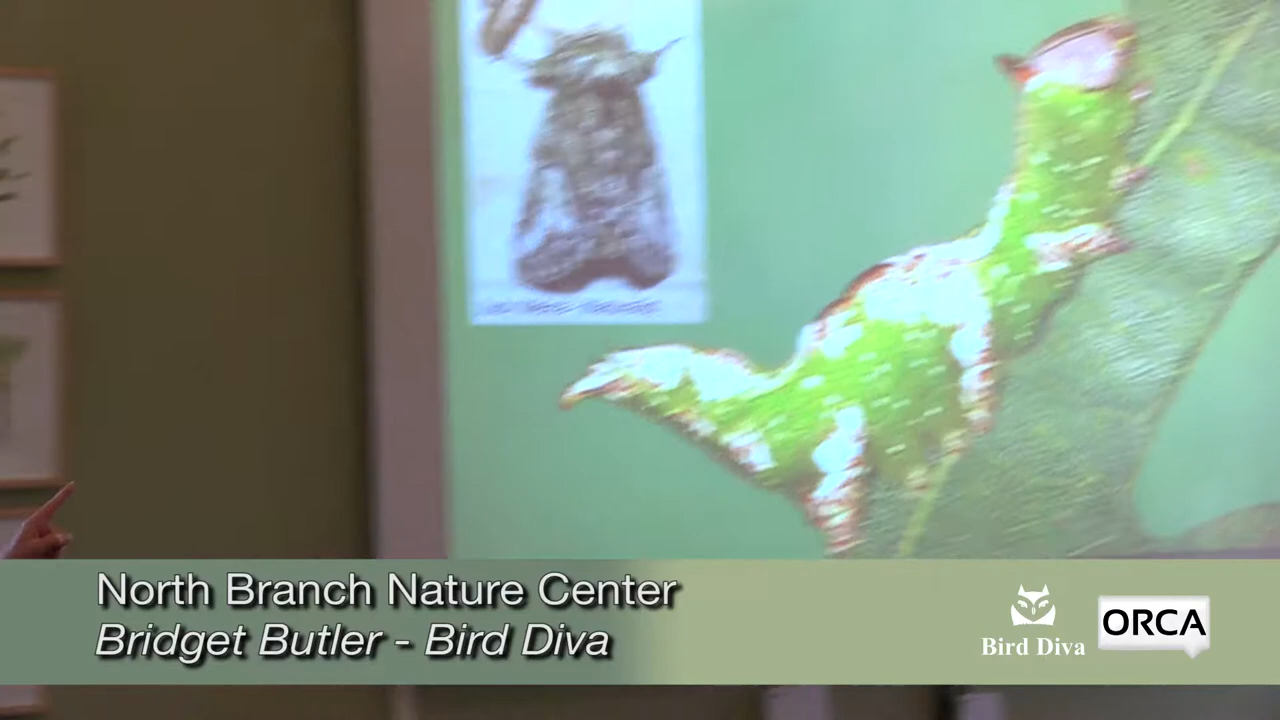 North Branch Nature Center
Bridget Butler - Bird Diva
Bird Diva
ORCA